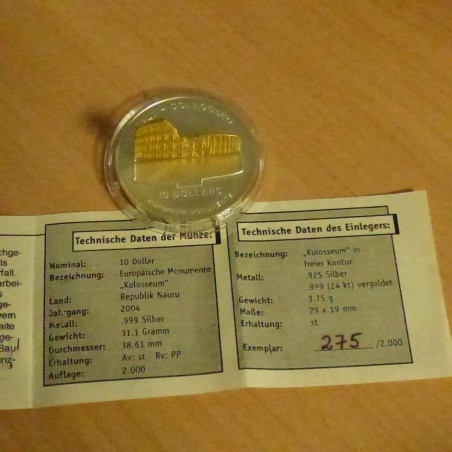 COLOSSEO
10 DOLLARS
Technische Daten der Münze:
Nominal: 10 Dollar
Bezeichnung: Europäische Monumente
„Kolosseum"
Land: Republik Nauru
Jahrgang: 2004
Metall: .999 Silber
Gewicht: 31,1 Gramm
Durchmesser: 38,61 mm
Erhaltung: Av: st Rv: PP
Auflage: 2.000
Technische Daten des Einlegers:
Bezeichnung: „Kolosseum" in
freier Kontur
Metall: .925 Silber
.999 (24 kt) vergoldet
Gewicht: 3,75 g
Maße: 29 x 19 mm
Erhaltung: st
Exemplar: 275 /2.000